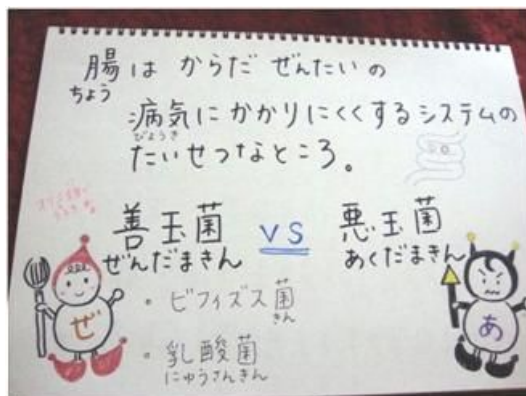 腸は からだ ぜんたいの
ちょう
病気にかかりにくくするシステムの
びょうき
たいせつなところ。
善玉菌 VS 悪玉菌
ぜんだまきん あくだまきん
・ビフィズス菌
きん
・乳酸菌
にゅうさんきん
ぜ
あ